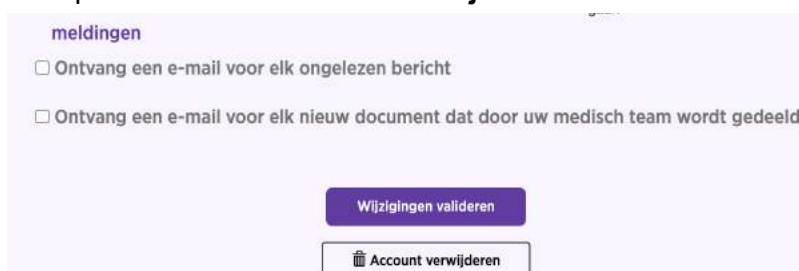 meldingen
Ontvang een e-mail voor elk ongelezen bericht
Ontvang een e-mail voor elk nieuw document dat door uw medisch team wordt gedeeld
Wijzigingen valideren
Account verwijderen